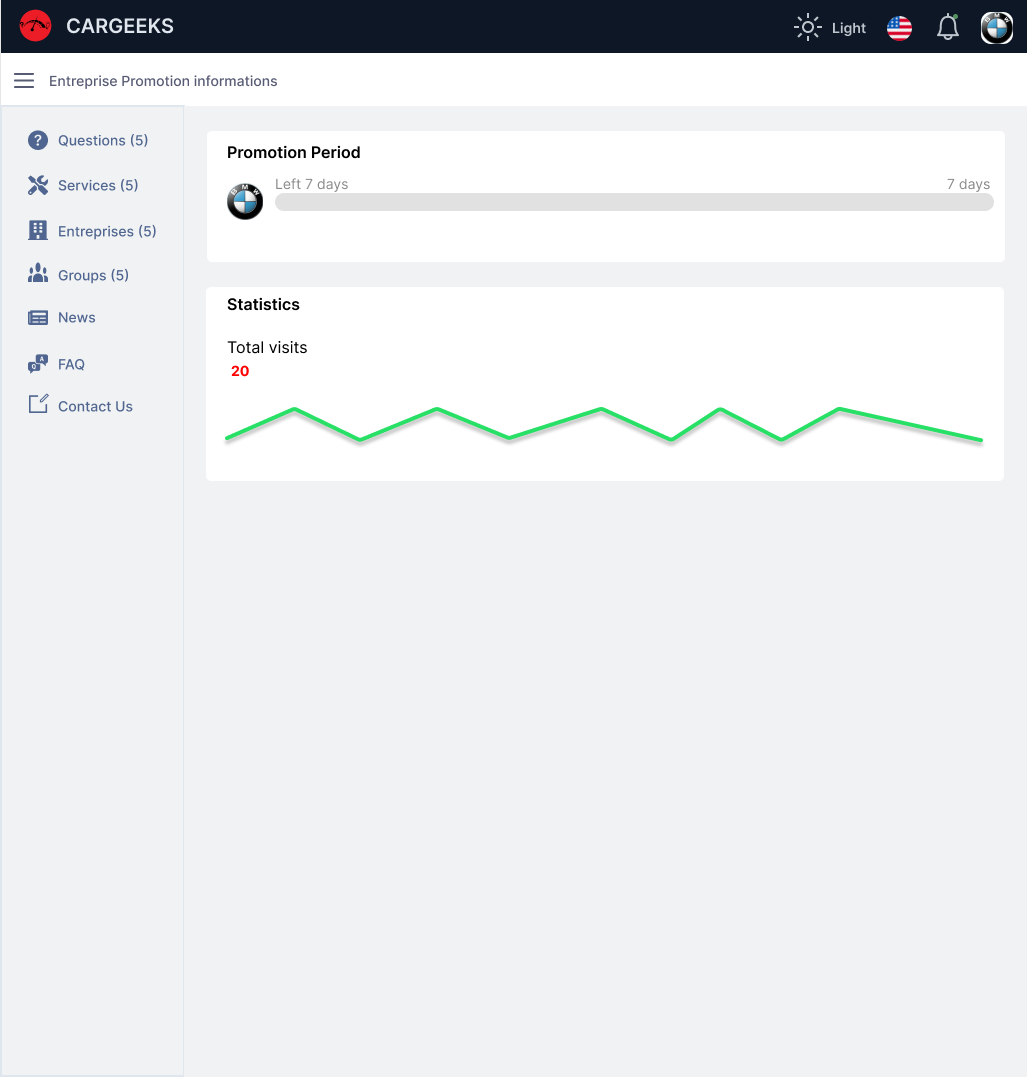 CARGEEKS
Light
Entreprise Promotion informations
Questions (5)
Services (5)
Entreprises (5)
Groups (5)
News
FAQ
Contact Us
Promotion Period
Left 7 days
7 days
BMW
Statistics
Total visits
20